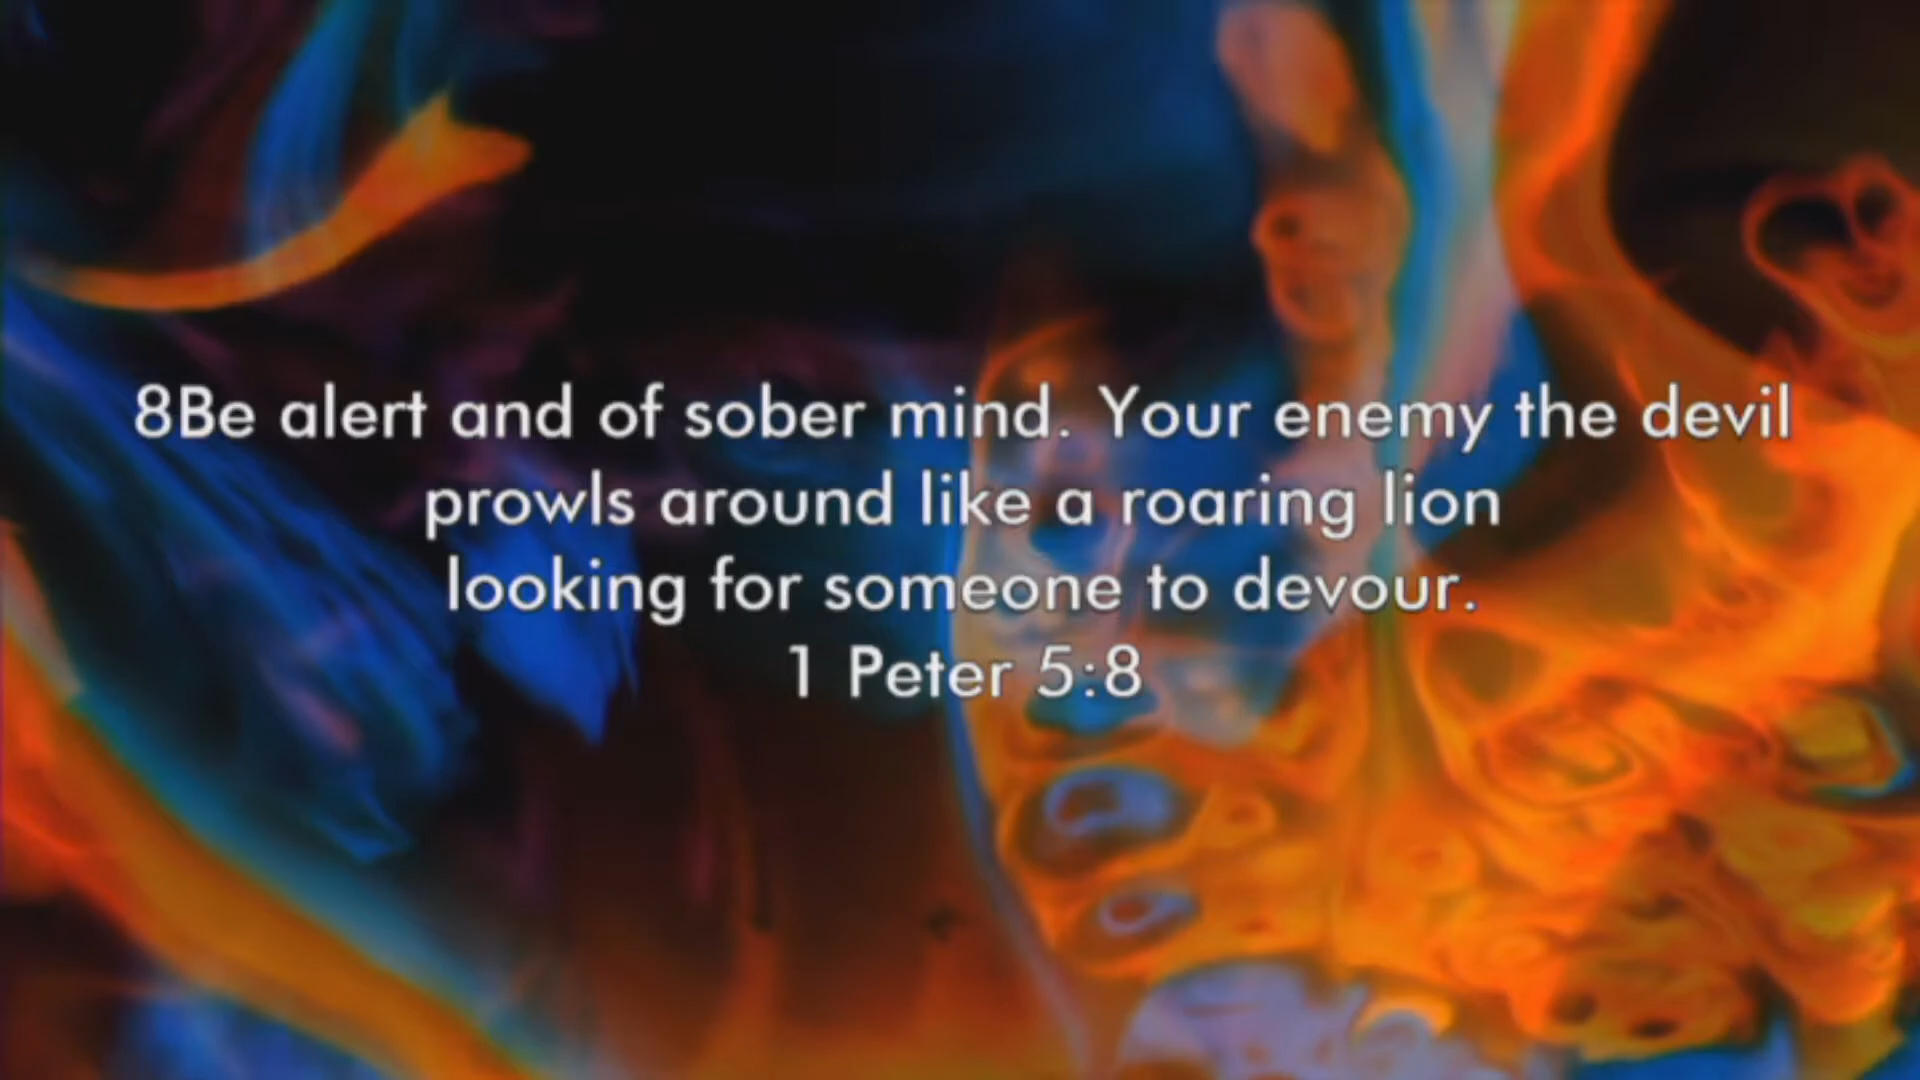 8Be alert and of sober mind. Your enemy the devil
prowls around like a roaring lion
looking for someone to devour.
1 Peter 5:8